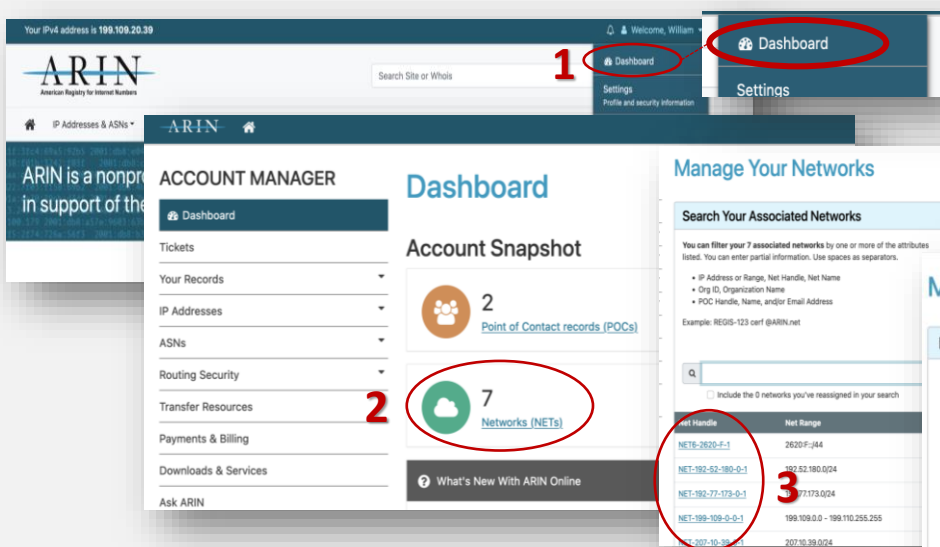 Your IPv4 address is 199.109.20.39
Welcome, William
ARIN
American Registry for Internet Numbers
Search Site or Whois
1
Dashboard
Settings
Profile and security information
Dashboard
Settings
IP Addresses & ASNs
ARIN is a nonpro
in support of the
ARIN
ACCOUNT MANAGER
Dashboard
Tickets
Your Records
IP Addresses
ASNs
Routing Security
Transfer Resources
Payments & Billing
Downloads & Services
Ask ARIN
Dashboard
Account Snapshot
2
Point of Contact records (POCs)
2
7
Networks (NETs)
What's New With ARIN Online
Manage Your Networks
Search Your Associated Networks
You can filter your 7 associated networks by one or more of the attributes
listed. You can enter partial information. Use spaces as separators.
IP Address or Range, Net Handle, Net Name
Org ID, Organization Name
POC Handle, Name, and/or Email Address
Example: REGIS-123 cerf @ARIN.net
Include the 0 networks you've reassigned in your search
Net Handle Net Range
NET6-2620-F-1 2620:F::/44
NET-192-52-180-0-1 192.52.180.0/24
NET-192-77-173-0-1
3
NET-199-109-0-0-1 199.109.0.0 - 199.110.255.255
NET-207-10-39-0-1 207.10.39.0/24